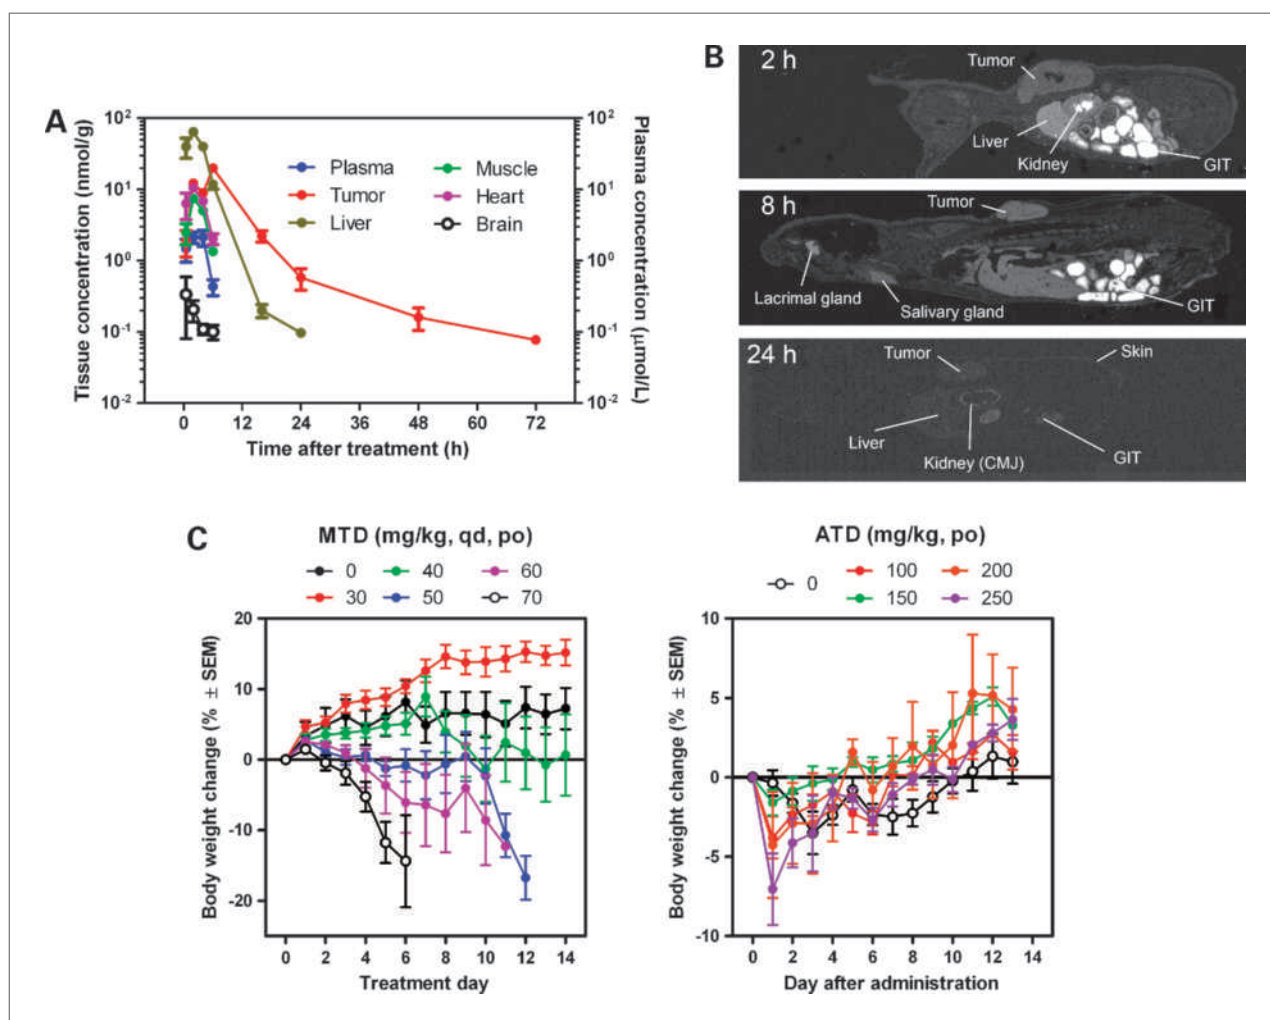 A
Tissue concentration (nmol/g)
Plasma concentration (μmol/L)
10²
10¹
10⁰
10⁻¹
10⁻²
10²
10¹
10⁰
10⁻¹
10⁻²
Plasma
Tumor
Liver
Muscle
Heart
Brain
0 12 24 36 48 60 72
Time after treatment (h)
B
2 h
Tumor
Liver
Kidney
GIT
8 h
Tumor
Lacrimal gland
Salivary gland
GIT
24 h
Tumor
Skin
Liver
Kidney (CMJ)
GIT
C
MTD (mg/kg, qd, po)
0 40 60
30 50 70
Body weight change (% ± SEM)
20
10
0
-10
-20
0 2 4 6 8 10 12 14
Treatment day
ATD (mg/kg, po)
0 100 200
150 250
Body weight change (% ± SEM)
10
5
0
-5
-10
0 2 4 6 8 10 12 14
Day after administration